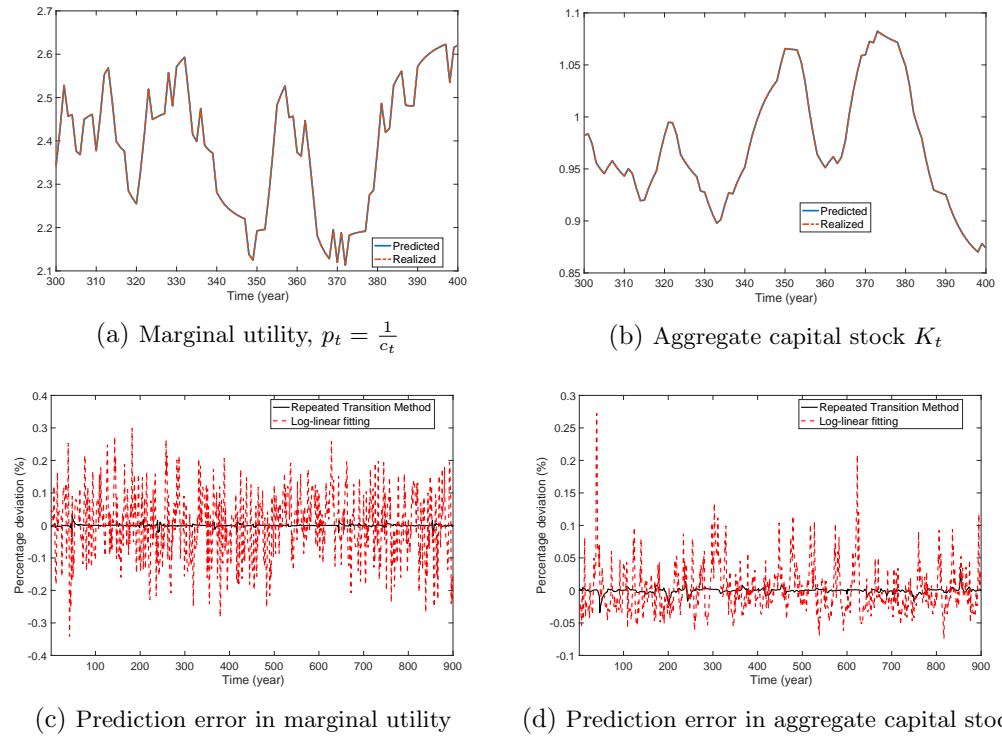 2.7
2.6
2.5
2.4
2.3
2.2
2.1
300 310 320 330 340 350 360 370 380 390 400
Time (year)
Predicted
Realized
(a) Marginal utility, p_t = 1/c_t
1.1
1.05
1
0.95
0.9
0.85
300 310 320 330 340 350 360 370 380 390 400
Time (year)
Predicted
Realized
(b) Aggregate capital stock K_t
0.4
0.3
0.2
0.1
0
-0.1
-0.2
-0.3
-0.4
Percentage deviation (%)
100 200 300 400 500 600 700 800 900
Time (year)
Repeated Transition Method
Log-linear fitting
(c) Prediction error in marginal utility
0.3
0.25
0.2
0.15
0.1
0.05
0
-0.05
-0.1
Percentage deviation (%)
100 200 300 400 500 600 700 800 900
Time (year)
Repeated Transition Method
Log-linear fitting
(d) Prediction error in aggregate capital stoc